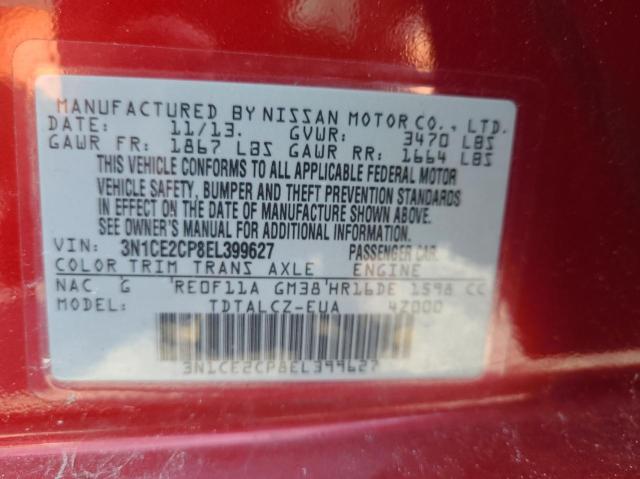 MANUFACTURED BY NISSAN MOTOR CO., LTD.
DATE: 11/13. GVWR: 3470 LBS
GAWR FR: 1867 LBS GAWR RR: 1664 LBS
THIS VEHICLE CONFORMS TO ALL APPLICABLE FEDERAL MOTOR
VEHICLE SAFETY, BUMPER AND THEFT PREVENTION STANDARDS
IN EFFECT ON THE DATE OF MANUFACTURE SHOWN ABOVE.
SEE OWNER'S MANUAL FOR ADDITIONAL INFORMATION.
VIN: 3N1CE2CP8EL399627 PASSENGER CAR.
COLOR TRIM TRANS AXLE ENGINE
NAC G RE0F11A GM38 HR16DE 1598 CC
MODEL: TDTALCZ-EUA 4Z000
3N1CE2CP8EL399627